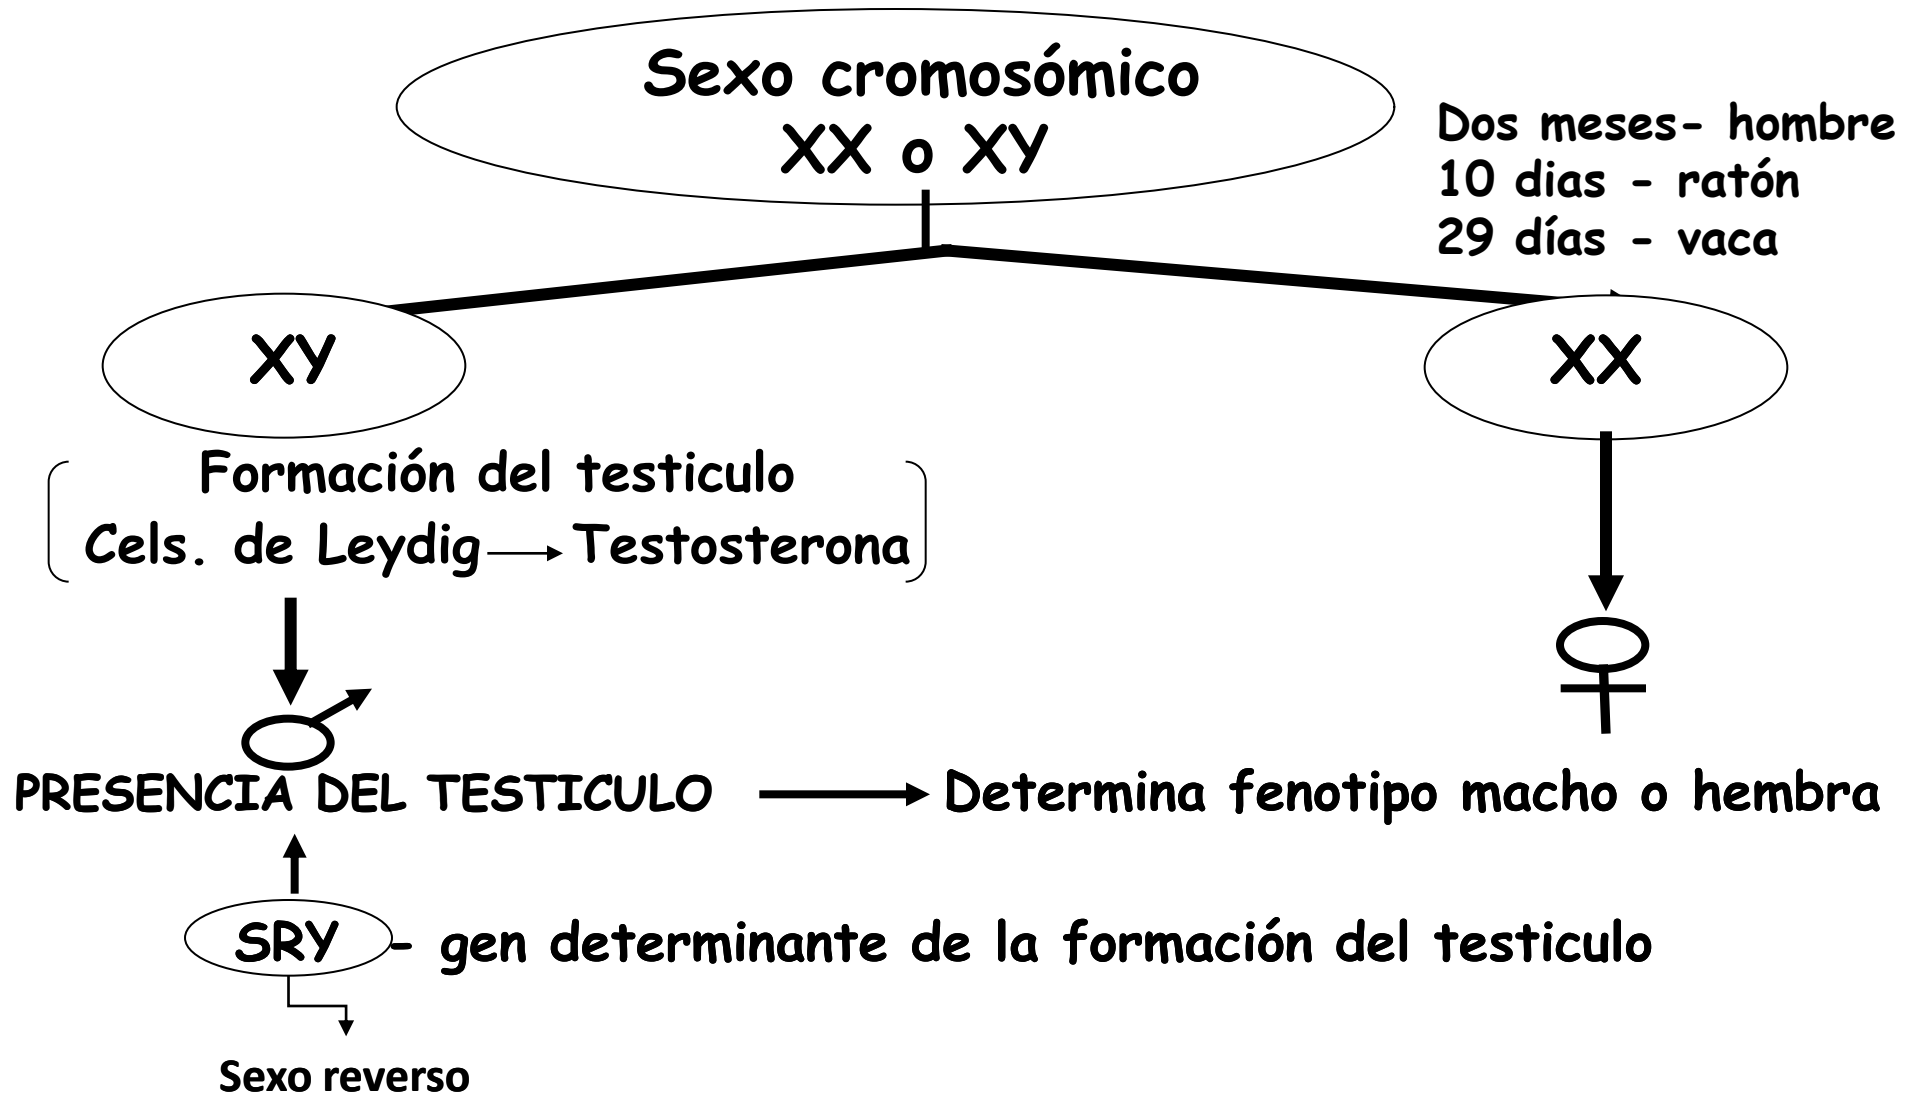 Sexo cromosómico
XX o XY
Dos meses- hombre
10 dias - ratón
29 días - vaca
XY
XX
Formación del testiculo
Cels. de Leydig → Testosterona
PRESENCIA DEL TESTICULO → Determina fenotipo macho o hembra
SRY - gen determinante de la formación del testiculo
Sexo reverso